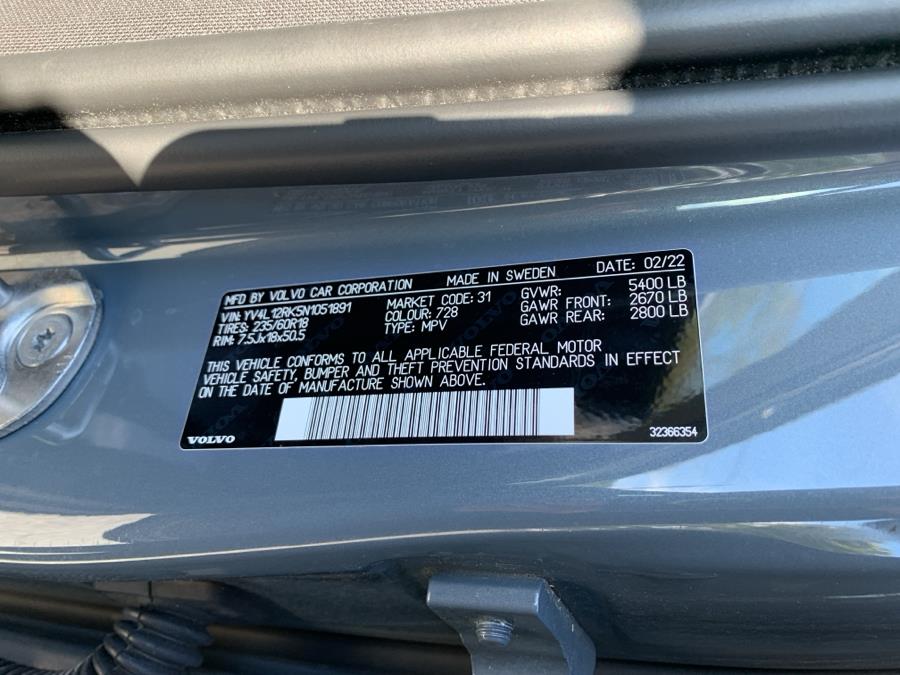 MFD BY VOLVO CAR CORPORATION MADE IN SWEDEN DATE: 02/22
VIN: YV4L12RK5N1051891 MARKET CODE: 31 GVWR: 5400 LB
TIRES: 235/60R18 COLOUR: 728 GAWR FRONT: 2670 LB
RIM: 7.5Jx18x50.5 TYPE: MPV GAWR REAR: 2800 LB
THIS VEHICLE CONFORMS TO ALL APPLICABLE FEDERAL MOTOR
VEHICLE SAFETY, BUMPER AND THEFT PREVENTION STANDARDS IN EFFECT
ON THE DATE OF MANUFACTURE SHOWN ABOVE.
VOLVO 32366354